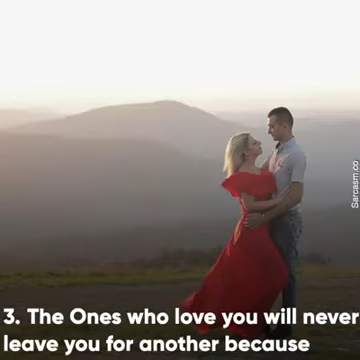 Sarcasm.co
3. The Ones who love you will never
leave you for another because